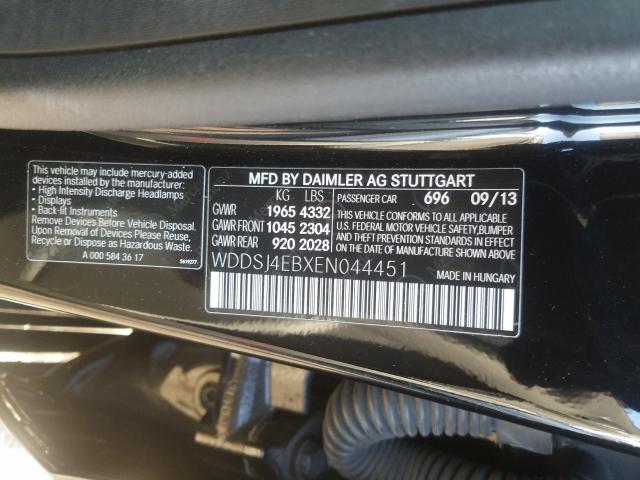 This vehicle may include mercury-added
devices installed by the manufacturer:
• High Intensity Discharge Headlamps
• Displays
• Back-lit Instruments
Remove Devices Before Vehicle Disposal.
Upon Removal of Devices Please Reuse,
Recycle or Dispose as Hazardous Waste.
A 000 584 36 17
5619277
MFD BY DAIMLER AG STUTTGART
KG LBS
GVWR 1965 4332
GAWR FRONT 1045 2304
GAWR REAR 920 2028
PASSENGER CAR 696 09/13
THIS VEHICLE CONFORMS TO ALL APPLICABLE
U.S. FEDERAL MOTOR VEHICLE SAFETY,BUMPER
AND THEFT PREVENTION STANDARDS IN EFFECT
ON THE DATE OF MANUFACTURE SHOWN ABOVE.
WDDSJ4EBXEN044451
MADE IN HUNGARY